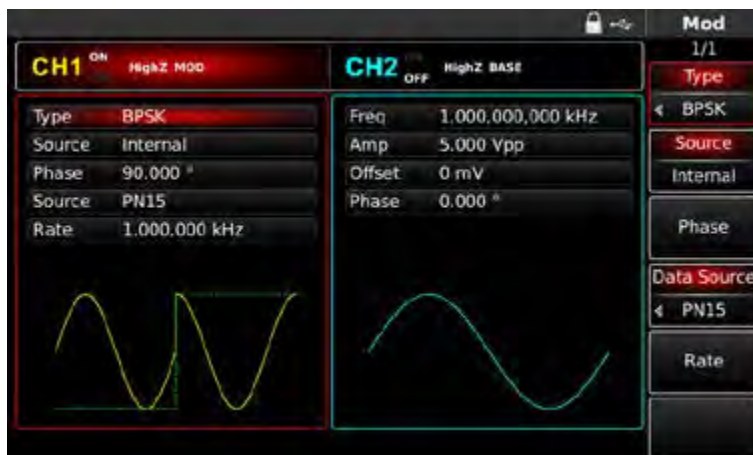 Mod
1/1
CH1 ON HighZ MOD
CH2 OFF HighZ BASE
Type BPSK
Source Internal
Phase 90.000 °
Source PN15
Rate 1.000.000 kHz
Freq 1.000,000,000 kHz
Amp 5.000 Vpp
Offset 0 mV
Phase 0.000 °
Type
BPSK
Source
Internal
Phase
Data Source
PN15
Rate